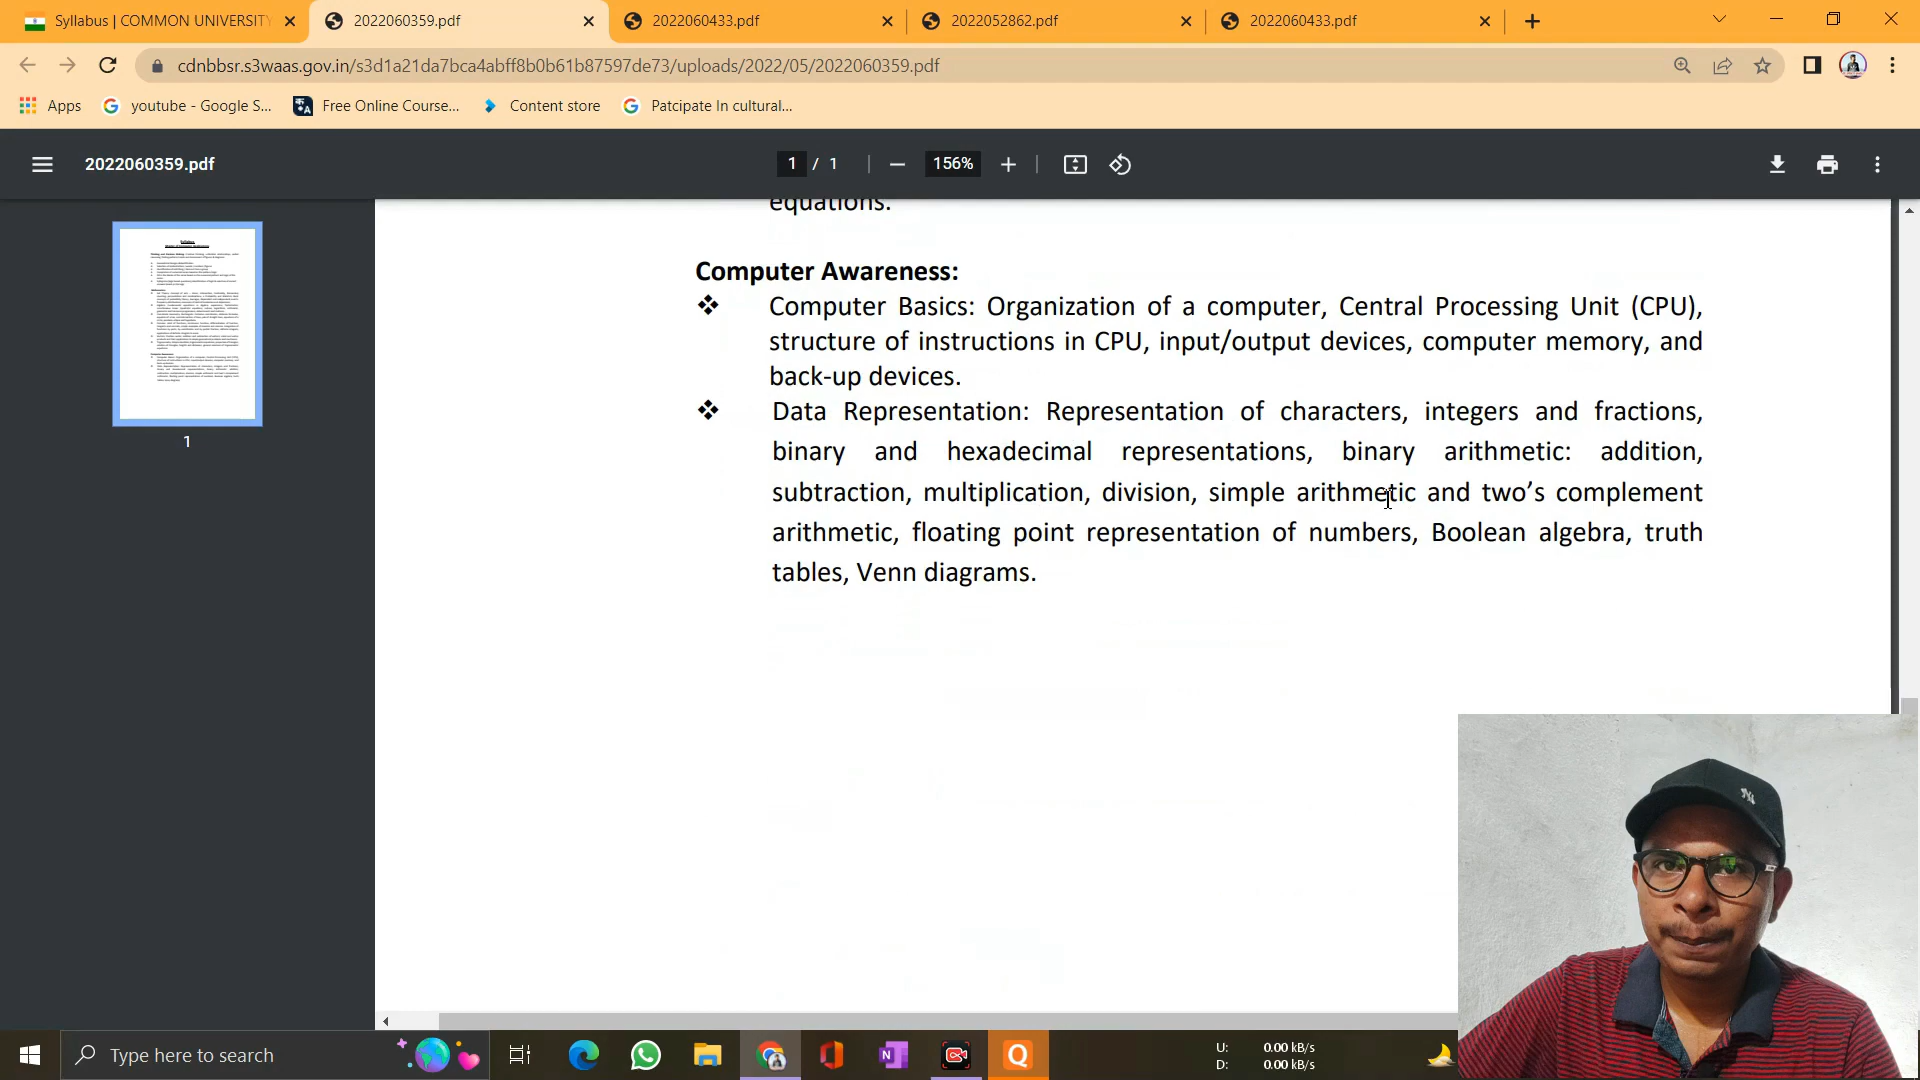 Syllabus | COMMON UNIVERSITY
2022060359.pdf
2022060433.pdf
2022052862.pdf
2022060433.pdf
cdnbbsr.s3waas.gov.in/s3d1a21da7bca4abff8b0b61b87597de73/uploads/2022/05/2022060359.pdf
Apps
youtube - Google S...
Free Online Course...
Content store
Patcipate In cultural...
2022060359.pdf
1 / 1
156%
equations.
Computer Awareness:
❖ Computer Basics: Organization of a computer, Central Processing Unit (CPU),
structure of instructions in CPU, input/output devices, computer memory, and
back-up devices.
❖ Data Representation: Representation of characters, integers and fractions,
binary and hexadecimal representations, binary arithmetic: addition,
subtraction, multiplication, division, simple arithmetic and two’s complement
arithmetic, floating point representation of numbers, Boolean algebra, truth
tables, Venn diagrams.
1
Type here to search
U: 0.00 kB/s
D: 0.00 kB/s